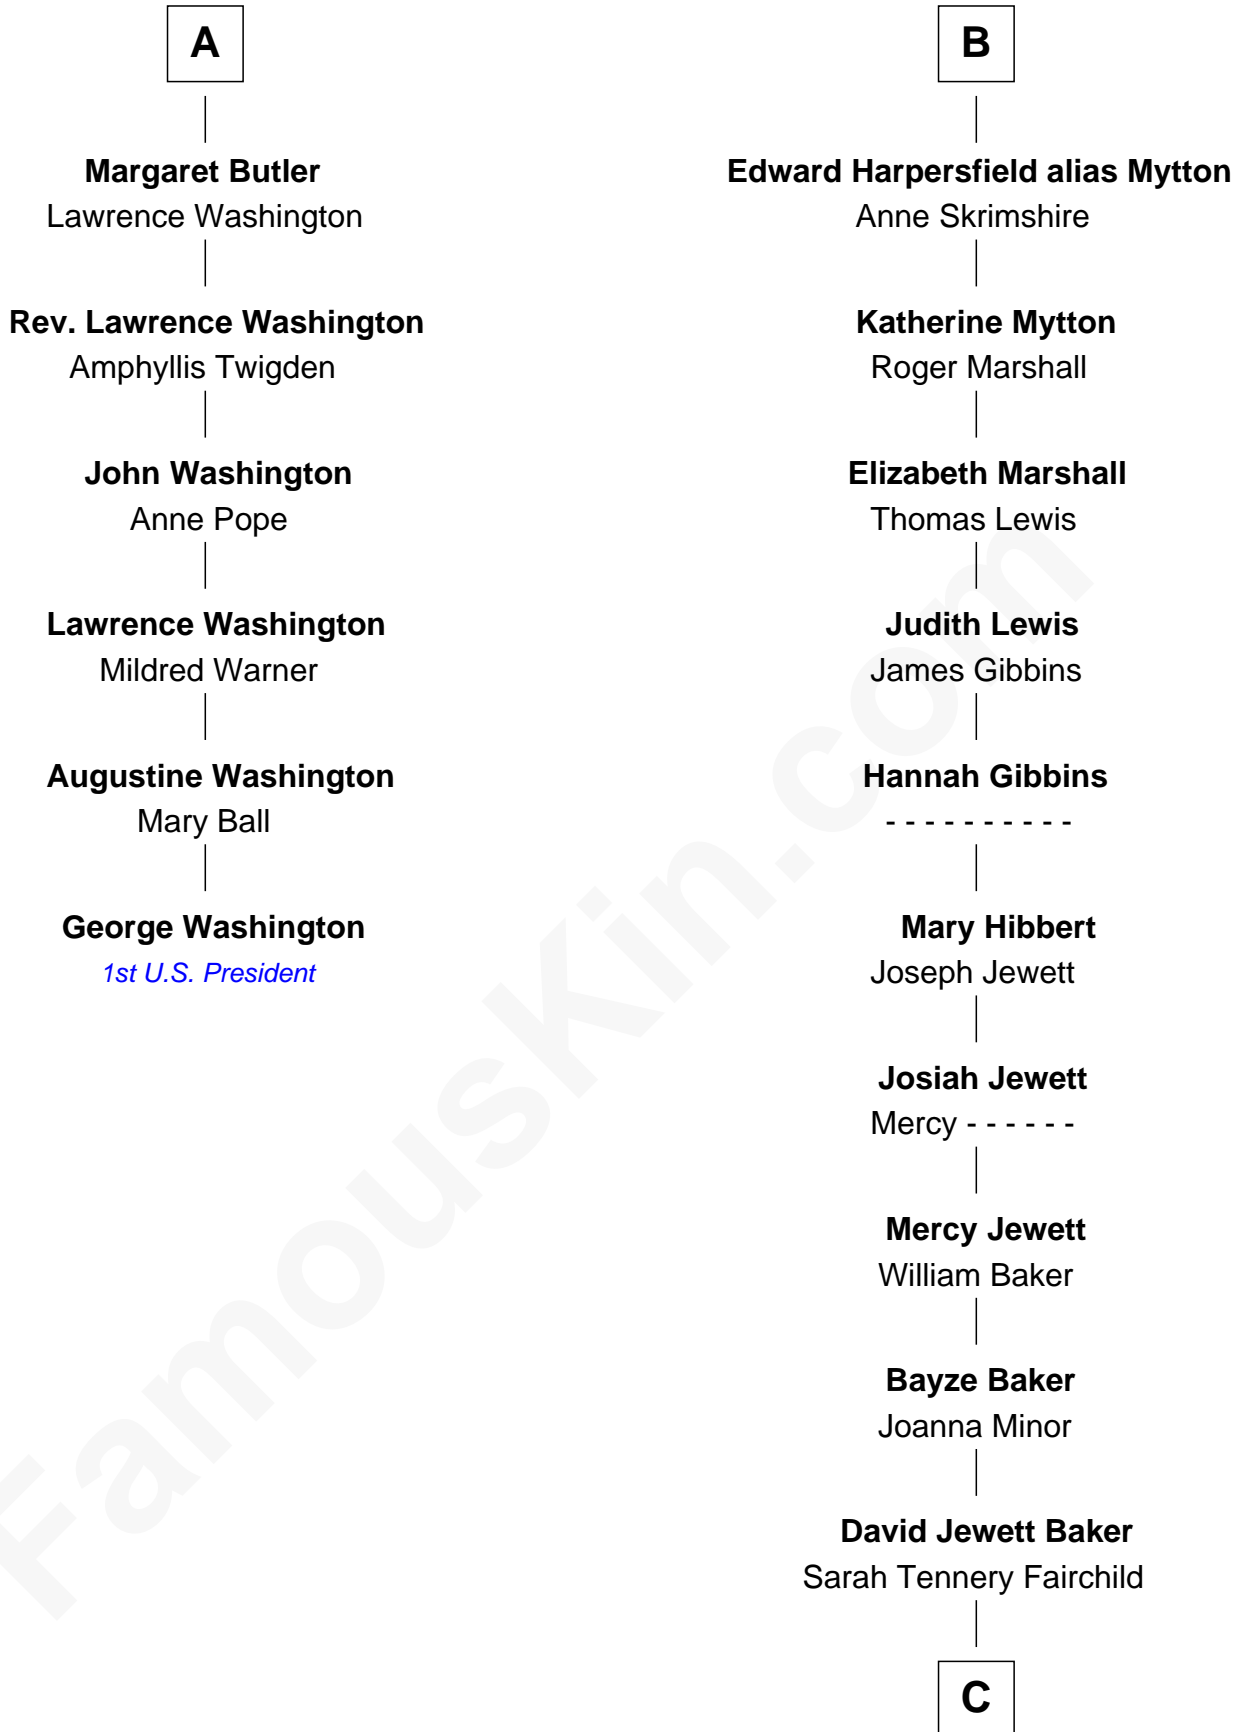 A
Margaret Butler
Lawrence Washington
Rev. Lawrence Washington
Amphyllis Twigden
John Washington
Anne Pope
Lawrence Washington
Mildred Warner
Augustine Washington
Mary Ball
George Washington
1st U.S. President
B
Edward Harpersfield alias Mytton
Anne Skrimshire
Katherine Mytton
Roger Marshall
Elizabeth Marshall
Thomas Lewis
Judith Lewis
James Gibbins
Hannah Gibbins
- - - - - - - - - -
Mary Hibbert
Joseph Jewett
Josiah Jewett
Mercy - - - - - -
Mercy Jewett
William Baker
Bayze Baker
Joanna Minor
David Jewett Baker
Sarah Tennery Fairchild
C
FamousKin.com